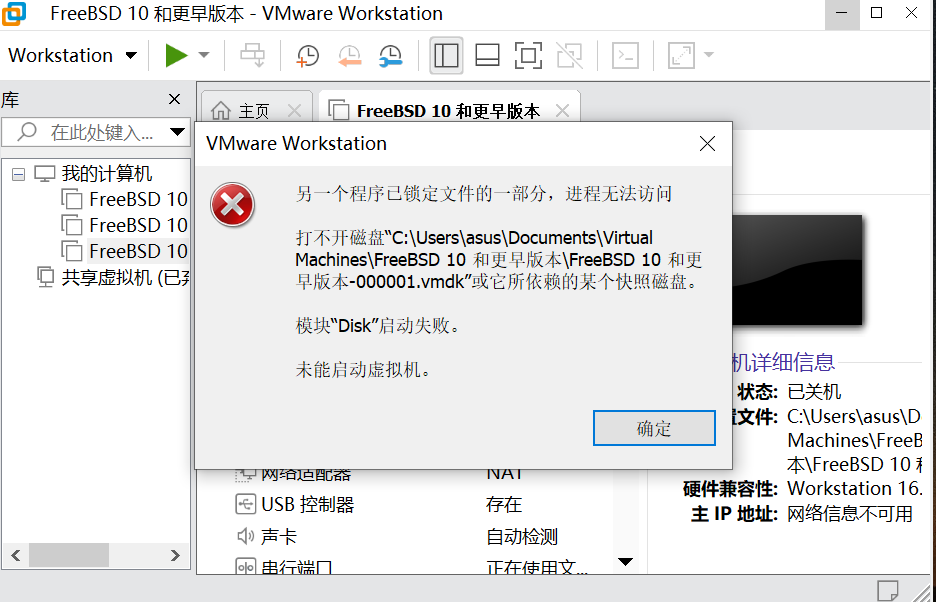 FreeBSD 10 和更早版本 - VMware Workstation
Workstation
库
主页
FreeBSD 10 和更早版本
在此处键入...
我的计算机
FreeBSD 10
FreeBSD 10
FreeBSD 10
共享虚拟机 (已弃
VMware Workstation
另一个程序已锁定文件的一部分，进程无法访问
打不开磁盘“C:\Users\asus\Documents\Virtual
Machines\FreeBSD 10 和更早版本\FreeBSD 10 和更
早版本-000001.vmdk”或它所依赖的某个快照磁盘。
模块“Disk”启动失败。
未能启动虚拟机。
确定
网络适配器 NAT
USB 控制器 存在
声卡 自动检测
串行端口 正在使用文...
机详细信息
状态: 已关机
置文件: C:\Users\asus\D
Machines\FreeB
本\FreeBSD 10 和
硬件兼容性: Workstation 16.
主 IP 地址: 网络信息不可用